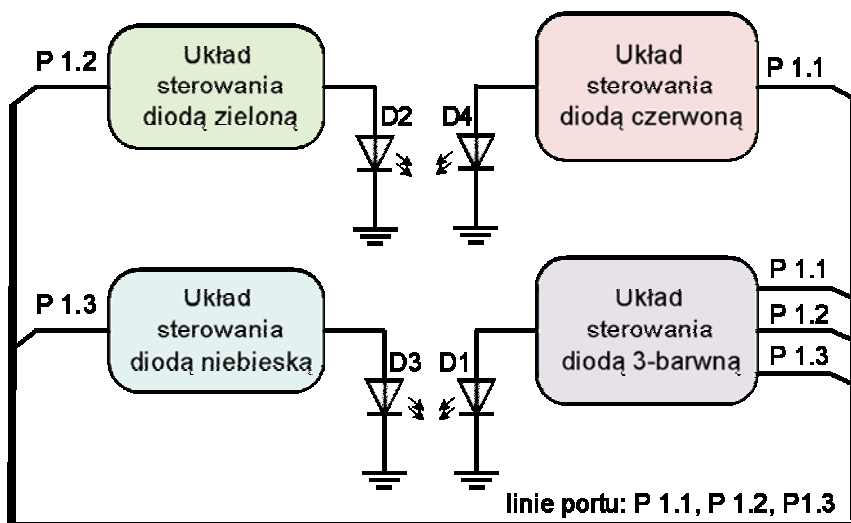 P 1.2
Układ
sterowania
diodą zieloną
D2
D4
Układ
sterowania
diodą czerwoną
P 1.1
P 1.3
Układ
sterowania
diodą niebieską
D3
D1
Układ
sterowania
diodą 3-barwną
P 1.1
P 1.2
P 1.3
linie portu: P 1.1, P 1.2, P1.3